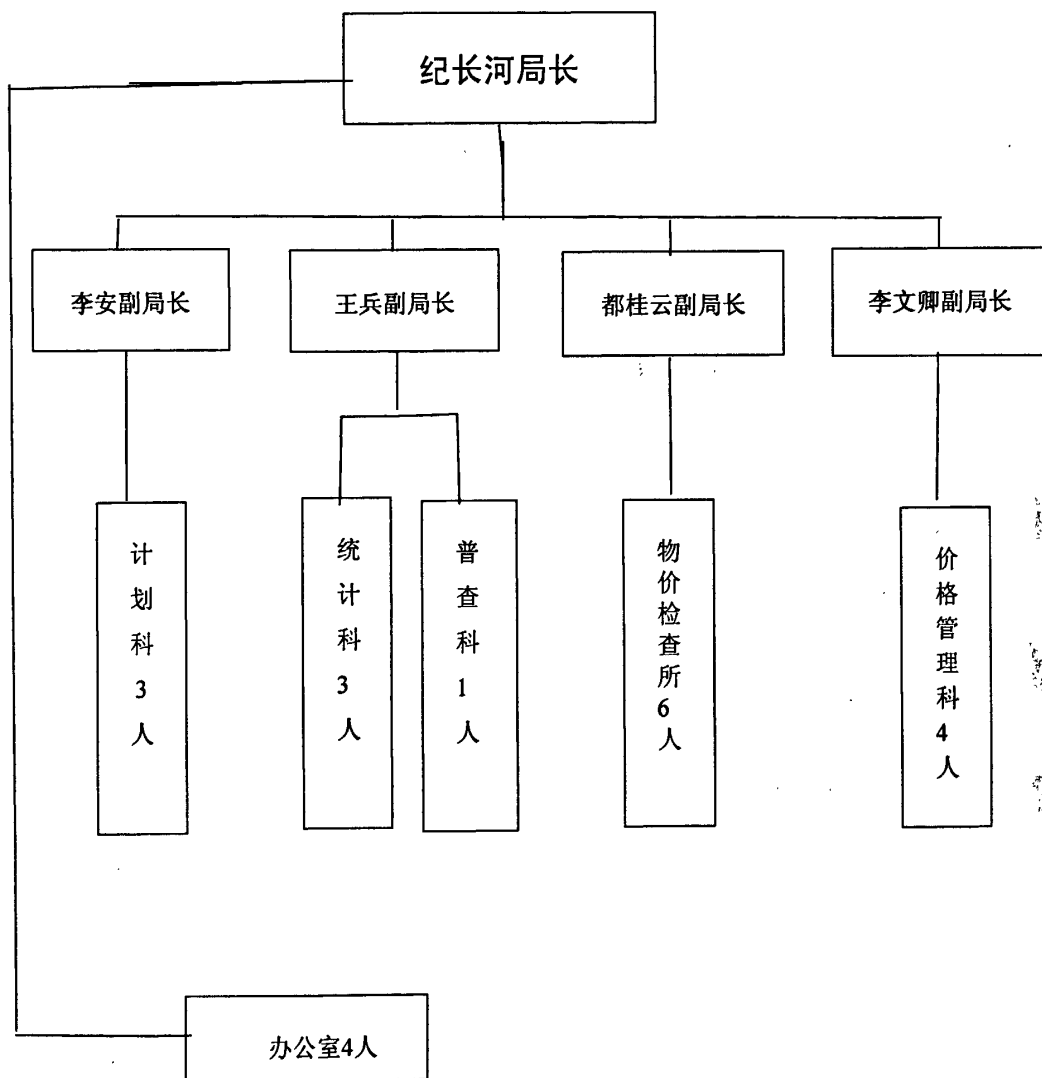 纪长河局长
李安副局长
王兵副局长
都桂云副局长
李文卿副局长
计划科3人
统计科3人
普查科1人
物价检查所6人
价格管理科4人
办公室4人